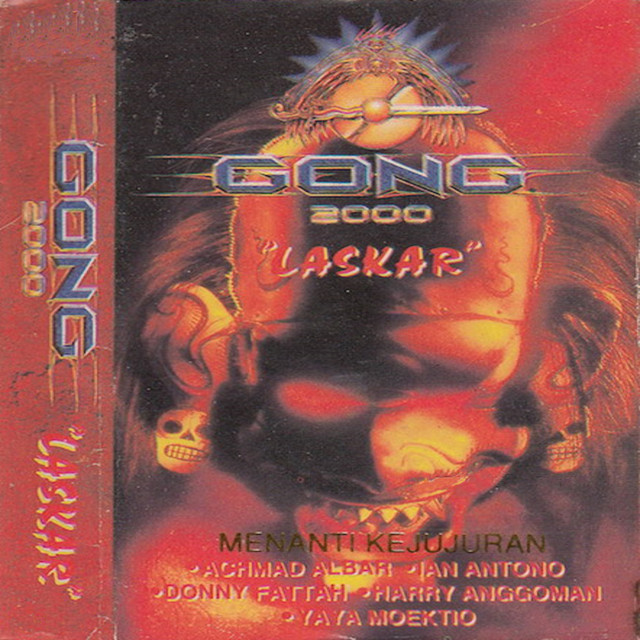 GONG
2000
"LASKAR"
GONG
2000
"LASKAR"
MENANTI KEJUJURAN
•ACHMAD ALBAR •IAN ANTONO
•DONNY FATTAH •HARRY ANGGOMAN
•YAYA MOEKTIO